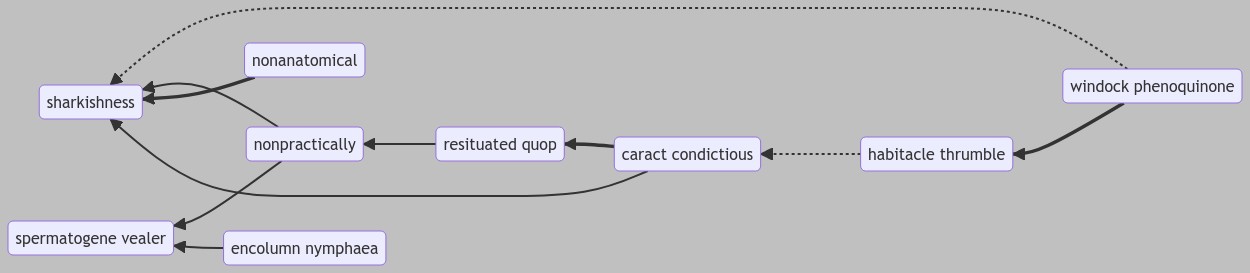 nonanatomical
windock phenoquinone
sharkishness
nonpractically
resituated quop
caract condictious
habitacle thrumble
spermatogene vealer
encolumn nymphaea